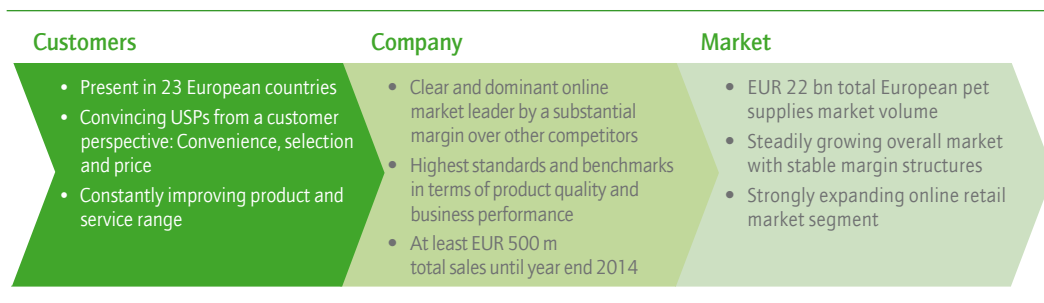 Customers
• Present in 23 European countries
• Convincing USPs from a customer
perspective: Convenience, selection
and price
• Constantly improving product and
service range
Company
• Clear and dominant online
market leader by a substantial
margin over other competitors
• Highest standards and benchmarks
in terms of product quality and
business performance
• At least EUR 500 m
total sales until year end 2014
Market
• EUR 22 bn total European pet
supplies market volume
• Steadily growing overall market
with stable margin structures
• Strongly expanding online retail
market segment